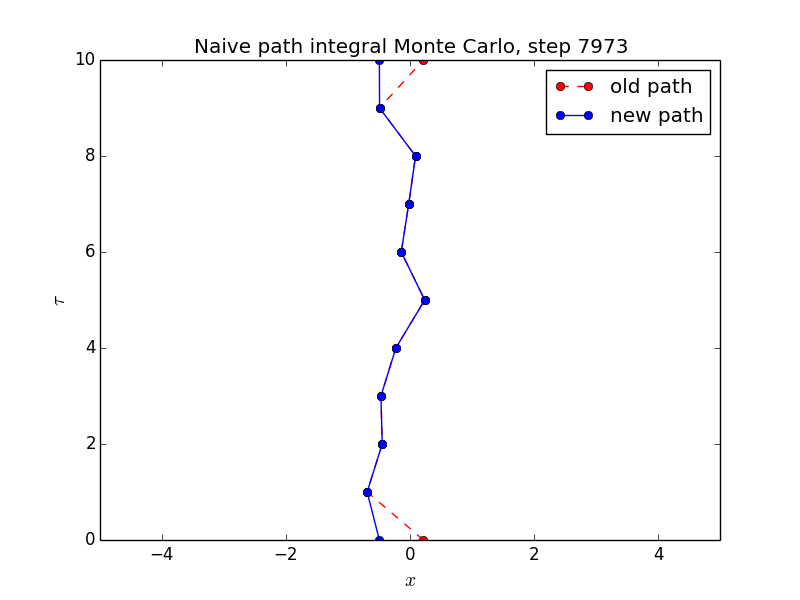 Naive path integral Monte Carlo, step 7973
old path
new path
10
8
6
4
2
0
τ
−4 −2 0 2 4
x